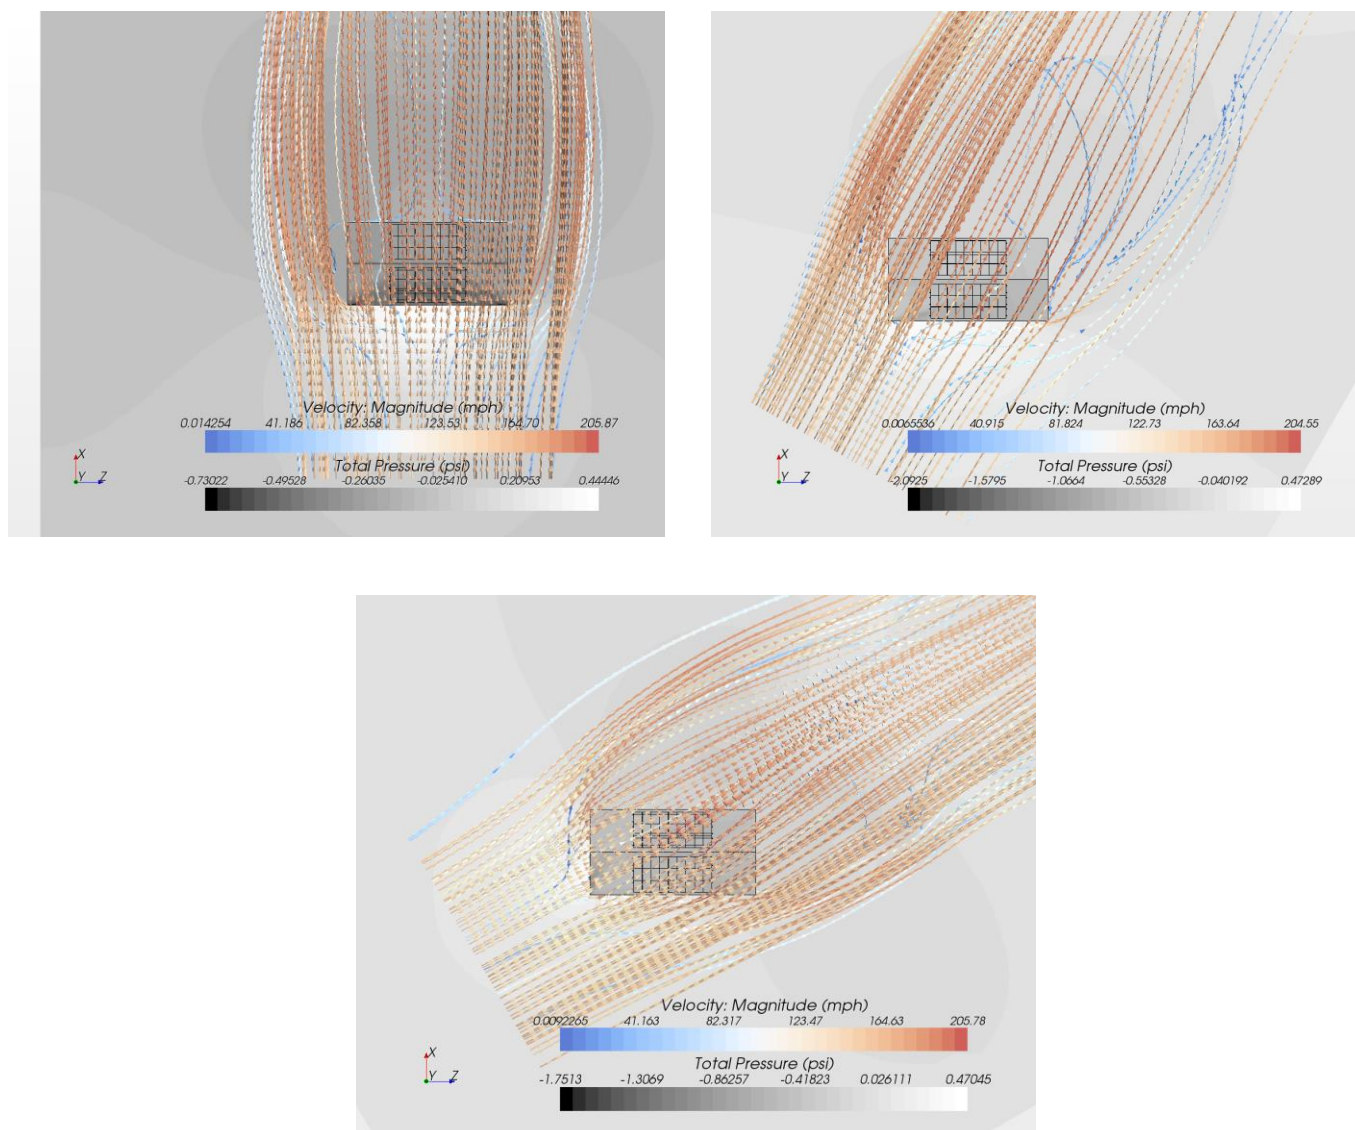 Velocity: Magnitude (mph)
0.014254 41.186 82.358 123.53 164.70 205.87
Total Pressure (psi)
-0.73022 -0.49528 -0.26035 -0.025410 0.20953 0.44446
X
Y Z
Velocity: Magnitude (mph)
0.0065536 40.915 81.824 122.73 163.64 204.55
Total Pressure (psi)
-2.0925 -1.5795 -1.0664 -0.55328 -0.040192 0.47289
X
Y Z
Velocity: Magnitude (mph)
0.0092265 41.163 82.317 123.47 164.63 205.78
Total Pressure (psi)
-1.7513 -1.3069 -0.86257 -0.41823 0.026111 0.47045
X
Y Z